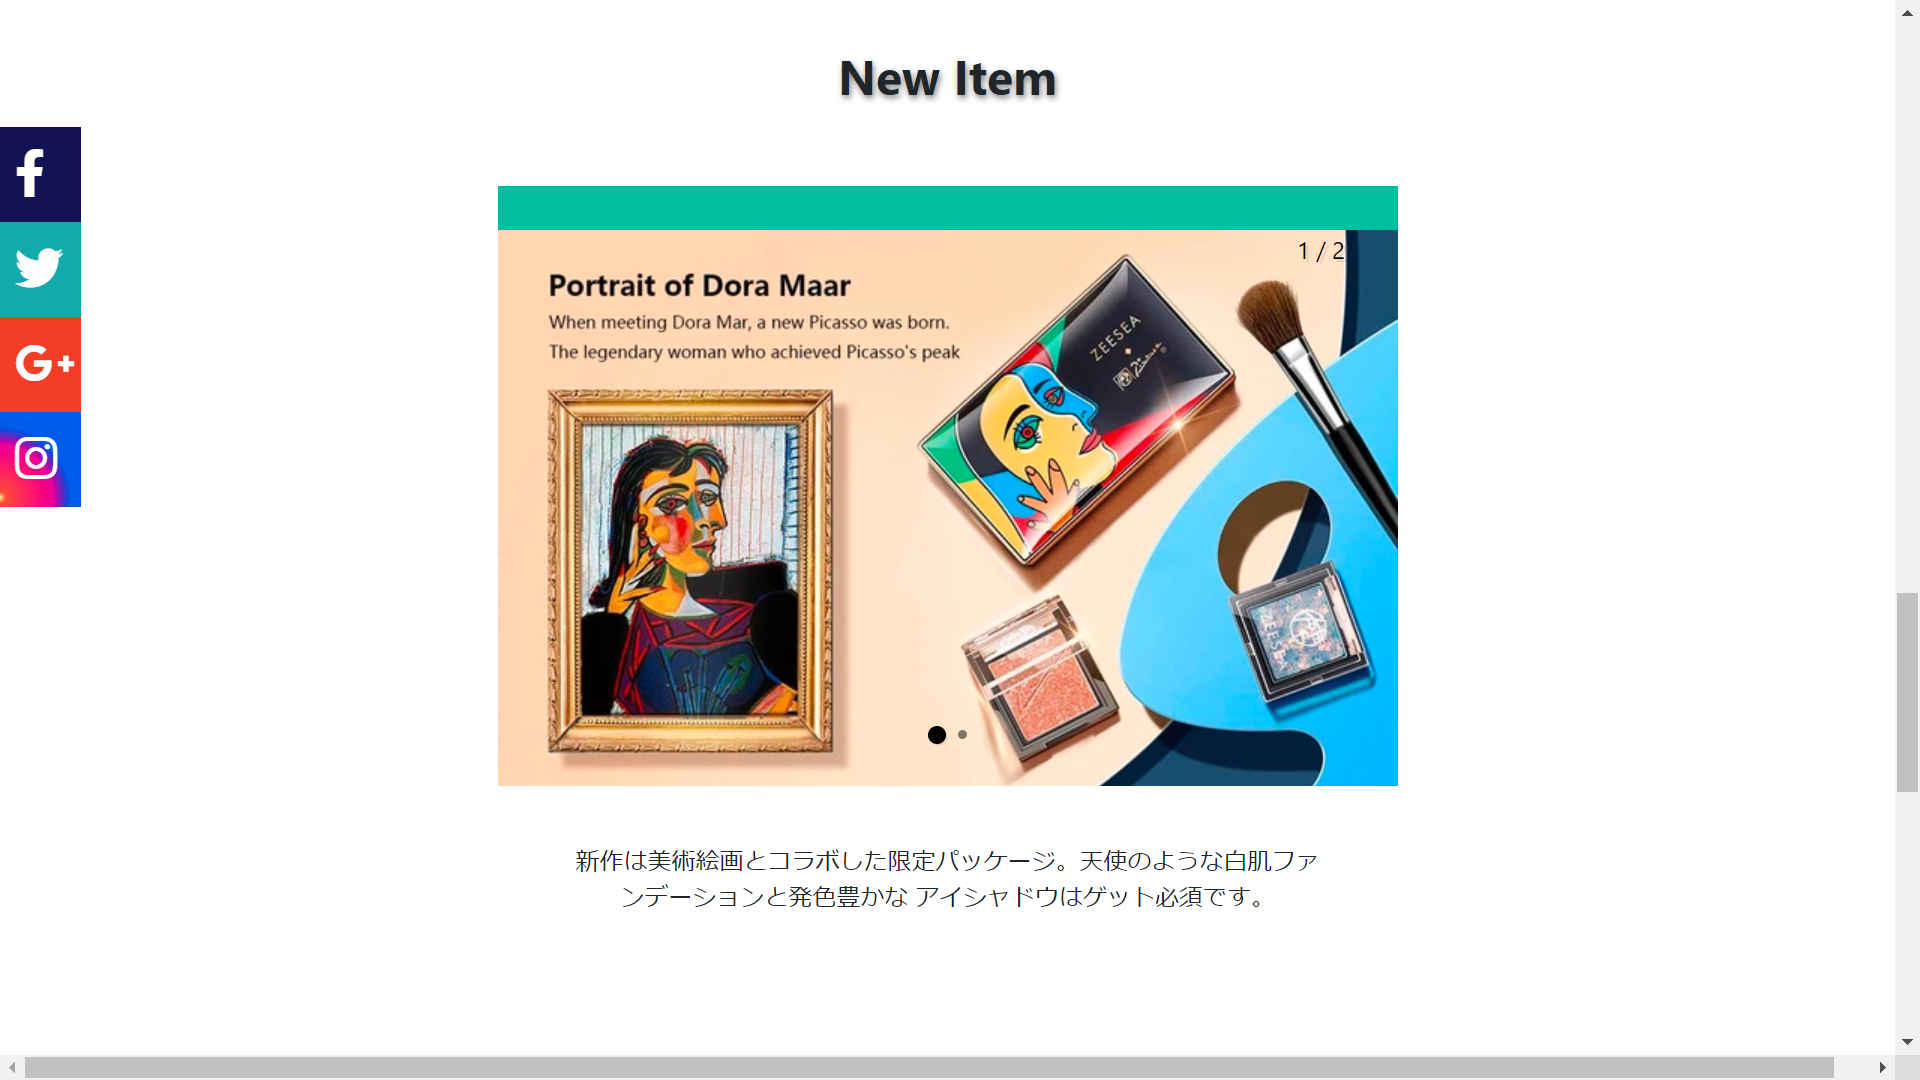 New Item
1 / 2
Portrait of Dora Maar
When meeting Dora Mar, a new Picasso was born.
The legendary woman who achieved Picasso's peak
ZEESEA
Picasso
ZEESEA
新作は美術絵画とコラボした限定パッケージ。天使のような白肌ファ
ンデーションと発色豊かな アイシャドウはゲット必須です。